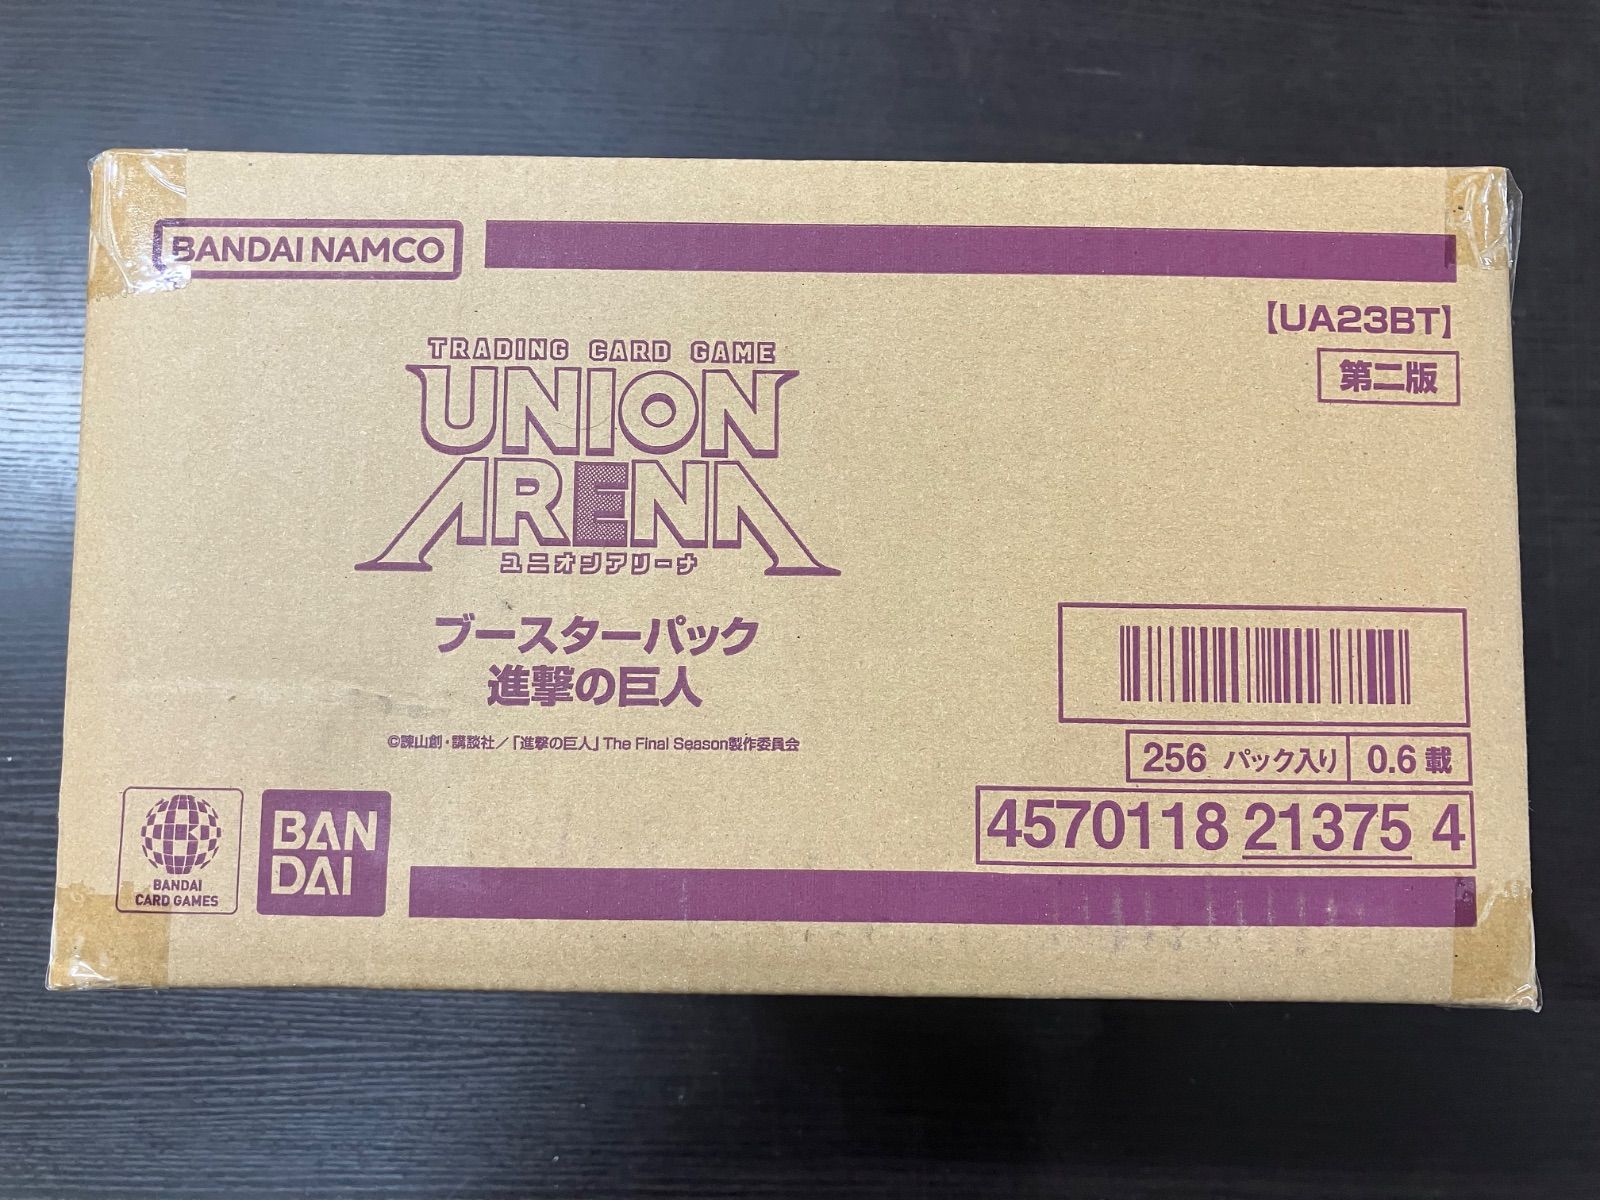 BANDAI NAMCO
【UA23BT】
第二版
TRADING CARD GAME
UNION
ARENA
ユニオンアリーナ
ブースターパック
進撃の巨人
©諫山創・講談社／「進撃の巨人」The Final Season製作委員会
256 パック入り 0.6 載
4570118 21375 4
BANDAI
CARD GAMES
BAN
DAI